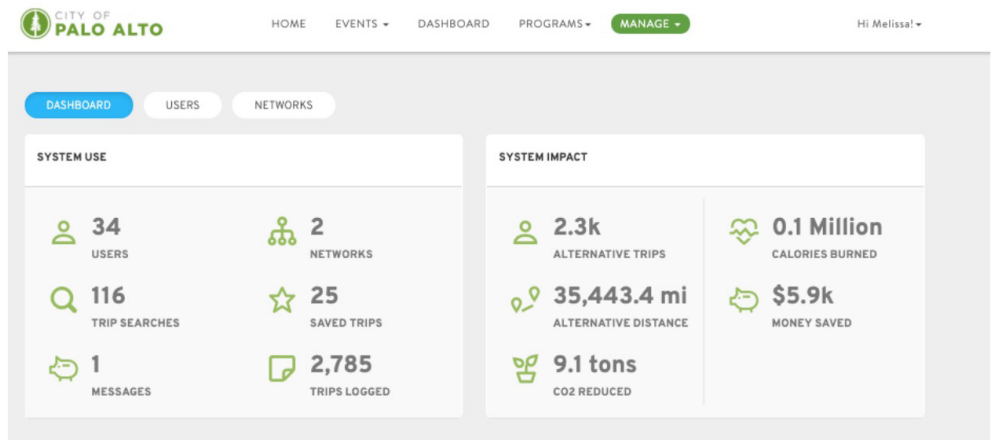 CITY OF
PALO ALTO
HOME EVENTS DASHBOARD PROGRAMS MANAGE Hi Melissa!
DASHBOARD USERS NETWORKS
SYSTEM USE
34
USERS
2
NETWORKS
116
TRIP SEARCHES
25
SAVED TRIPS
1
MESSAGES
2,785
TRIPS LOGGED
SYSTEM IMPACT
2.3k
ALTERNATIVE TRIPS
0.1 Million
CALORIES BURNED
35,443.4 mi
ALTERNATIVE DISTANCE
$5.9k
MONEY SAVED
9.1 tons
CO2 REDUCED